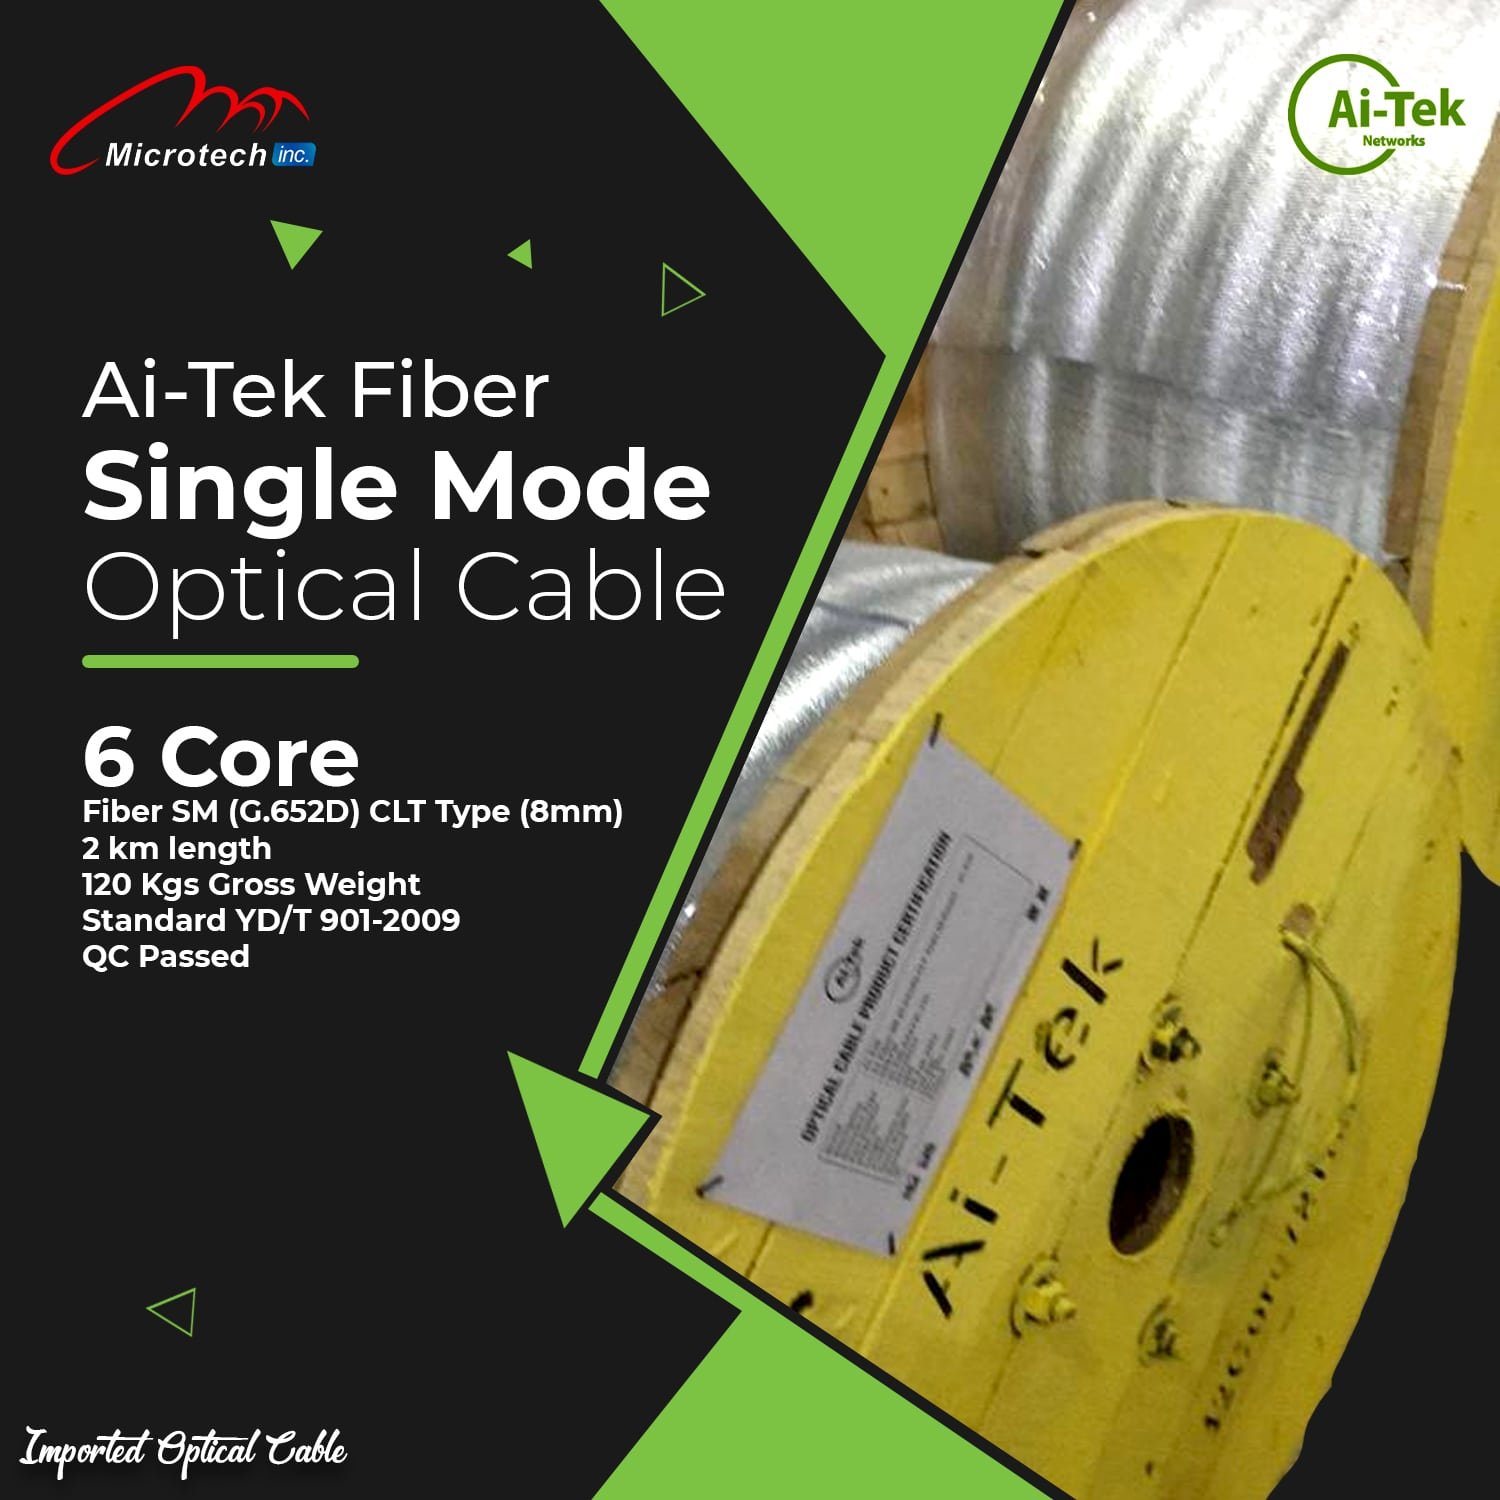 Microtech inc.
Ai-Tek
Networks
Ai-Tek Fiber
Single Mode
Optical Cable
6 Core
Fiber SM (G.652D) CLT Type (8mm)
2 km length
120 Kgs Gross Weight
Standard YD/T 901-2009
QC Passed
Ai-Tek
OPTICAL CABLE PRODUCT CERTIFICATION
Ai-Tek
Imported Optical Cable